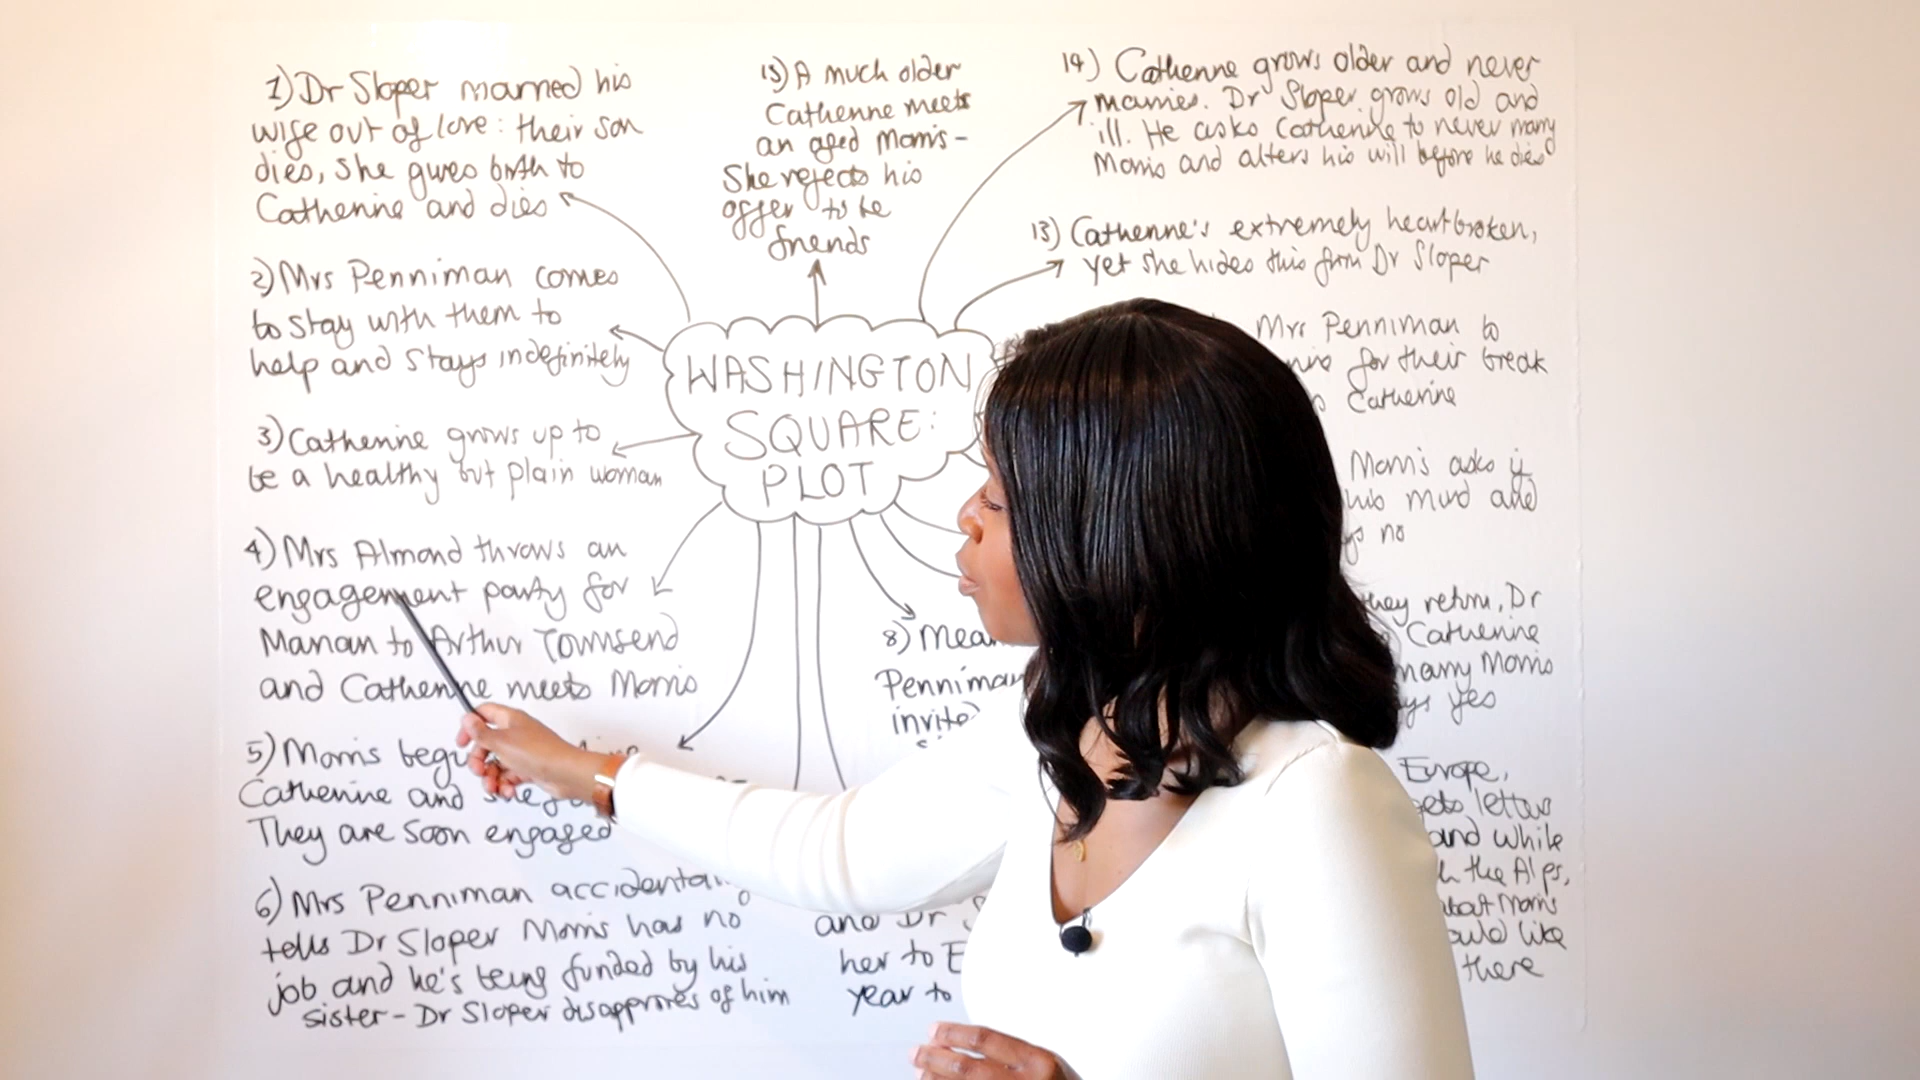 1) Dr Sloper married his
wife out of love: their son
dies, she gives birth to
Catherine and dies
2) Mrs Penniman comes
to stay with them to
help and stays indefinitely
3) Catherine grows up to
be a healthy but plain woman
4) Mrs Almond throws an
engagement party for
Marian to Arthur Townsend
and Catherine meets Morris
5) Morris
Catherine and
They are soon engaged
6) Mrs Penniman
tells Dr Sloper Morris has no
job and he's being funded by his
sister - Dr Sloper disapproves of him
WASHINGTON
SQUARE:
PLOT
15) A much older
Catherine meets
an aged Morris -
She rejects his
offer to be
friends
14) Catherine grows older and never
marries. Dr Sloper grows old and
ill. He asks Catherine to never marry
Morris and alters his will before he dies
13) Catherine's extremely heartbroken,
yet she hides this from Dr Sloper
Mrs Penniman to
for their break
Catherine
Morris asks if
mind and
no
they return, Dr
Catherine
marry Morris
yes
Europe,
letters
and while
the Alps,
Morris
like
there
8)
Penniman
and Dr
her to
year to